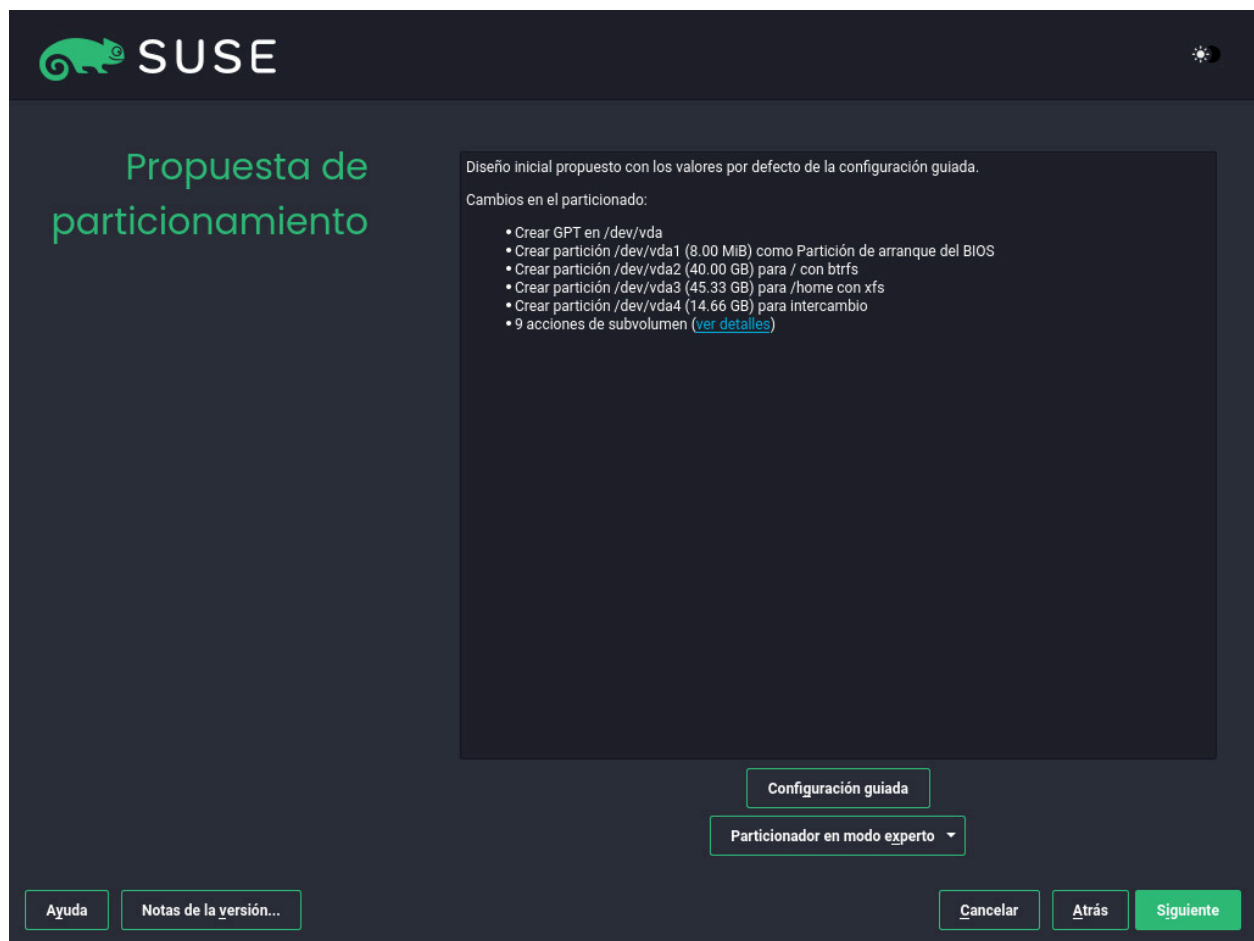 SUSE
Propuesta de
particionamiento
Diseño inicial propuesto con los valores por defecto de la configuración guiada.
Cambios en el particionado:
• Crear GPT en /dev/vda
• Crear partición /dev/vda1 (8.00 MiB) como Partición de arranque del BIOS
• Crear partición /dev/vda2 (40.00 GB) para / con btrfs
• Crear partición /dev/vda3 (45.33 GB) para /home con xfs
• Crear partición /dev/vda4 (14.66 GB) para intercambio
• 9 acciones de subvolumen (ver detalles)
Configuración guiada
Particionador en modo experto
Ayuda
Notas de la versión...
Cancelar
Atrás
Siguiente